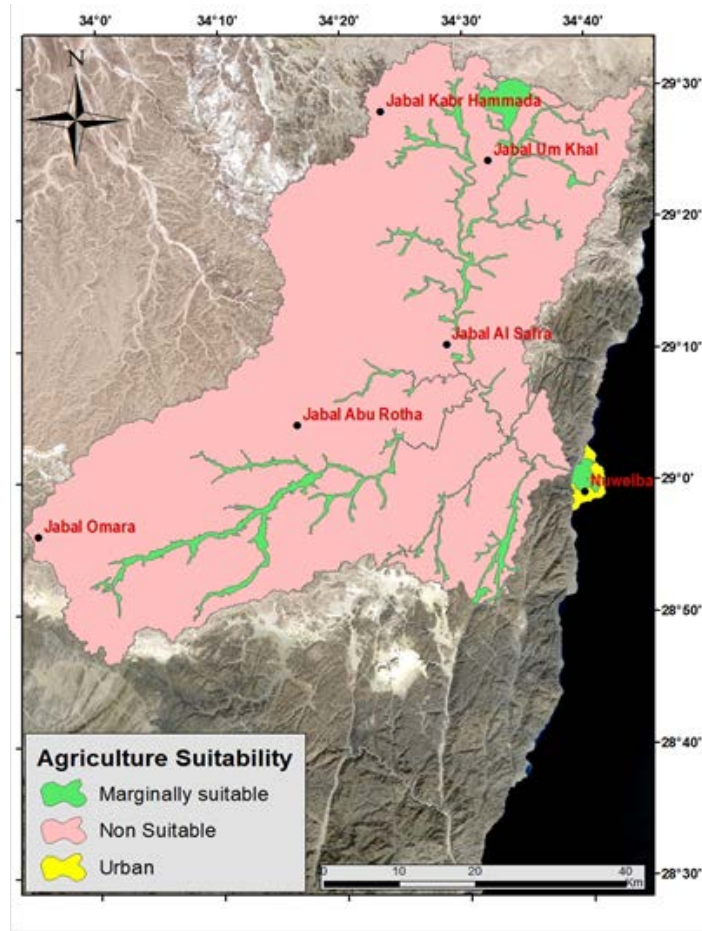 34°0' 34°10' 34°20' 34°30' 34°40'
N
29°30'
Jabal Kabr Hammada
Jabal Um Khal
29°20'
29°10'
Jabal Al Safra
Jabal Abu Rotha
29°0'
Nuweiba
Jabal Omara
28°50'
28°40'
28°30'
Agriculture Suitability
Marginally suitable
Non Suitable
Urban
0 10 20 40
Km